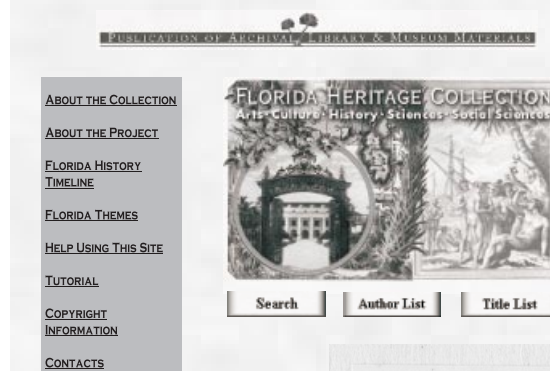 Publication of Archival, Library & Museum Materials
About the Collection
About the Project
Florida History
Timeline
Florida Themes
Help Using This Site
Tutorial
Copyright
Information
Contacts
Florida Heritage Collection
Arts · Culture · History · Sciences · Social Sciences
Search
Author List
Title List